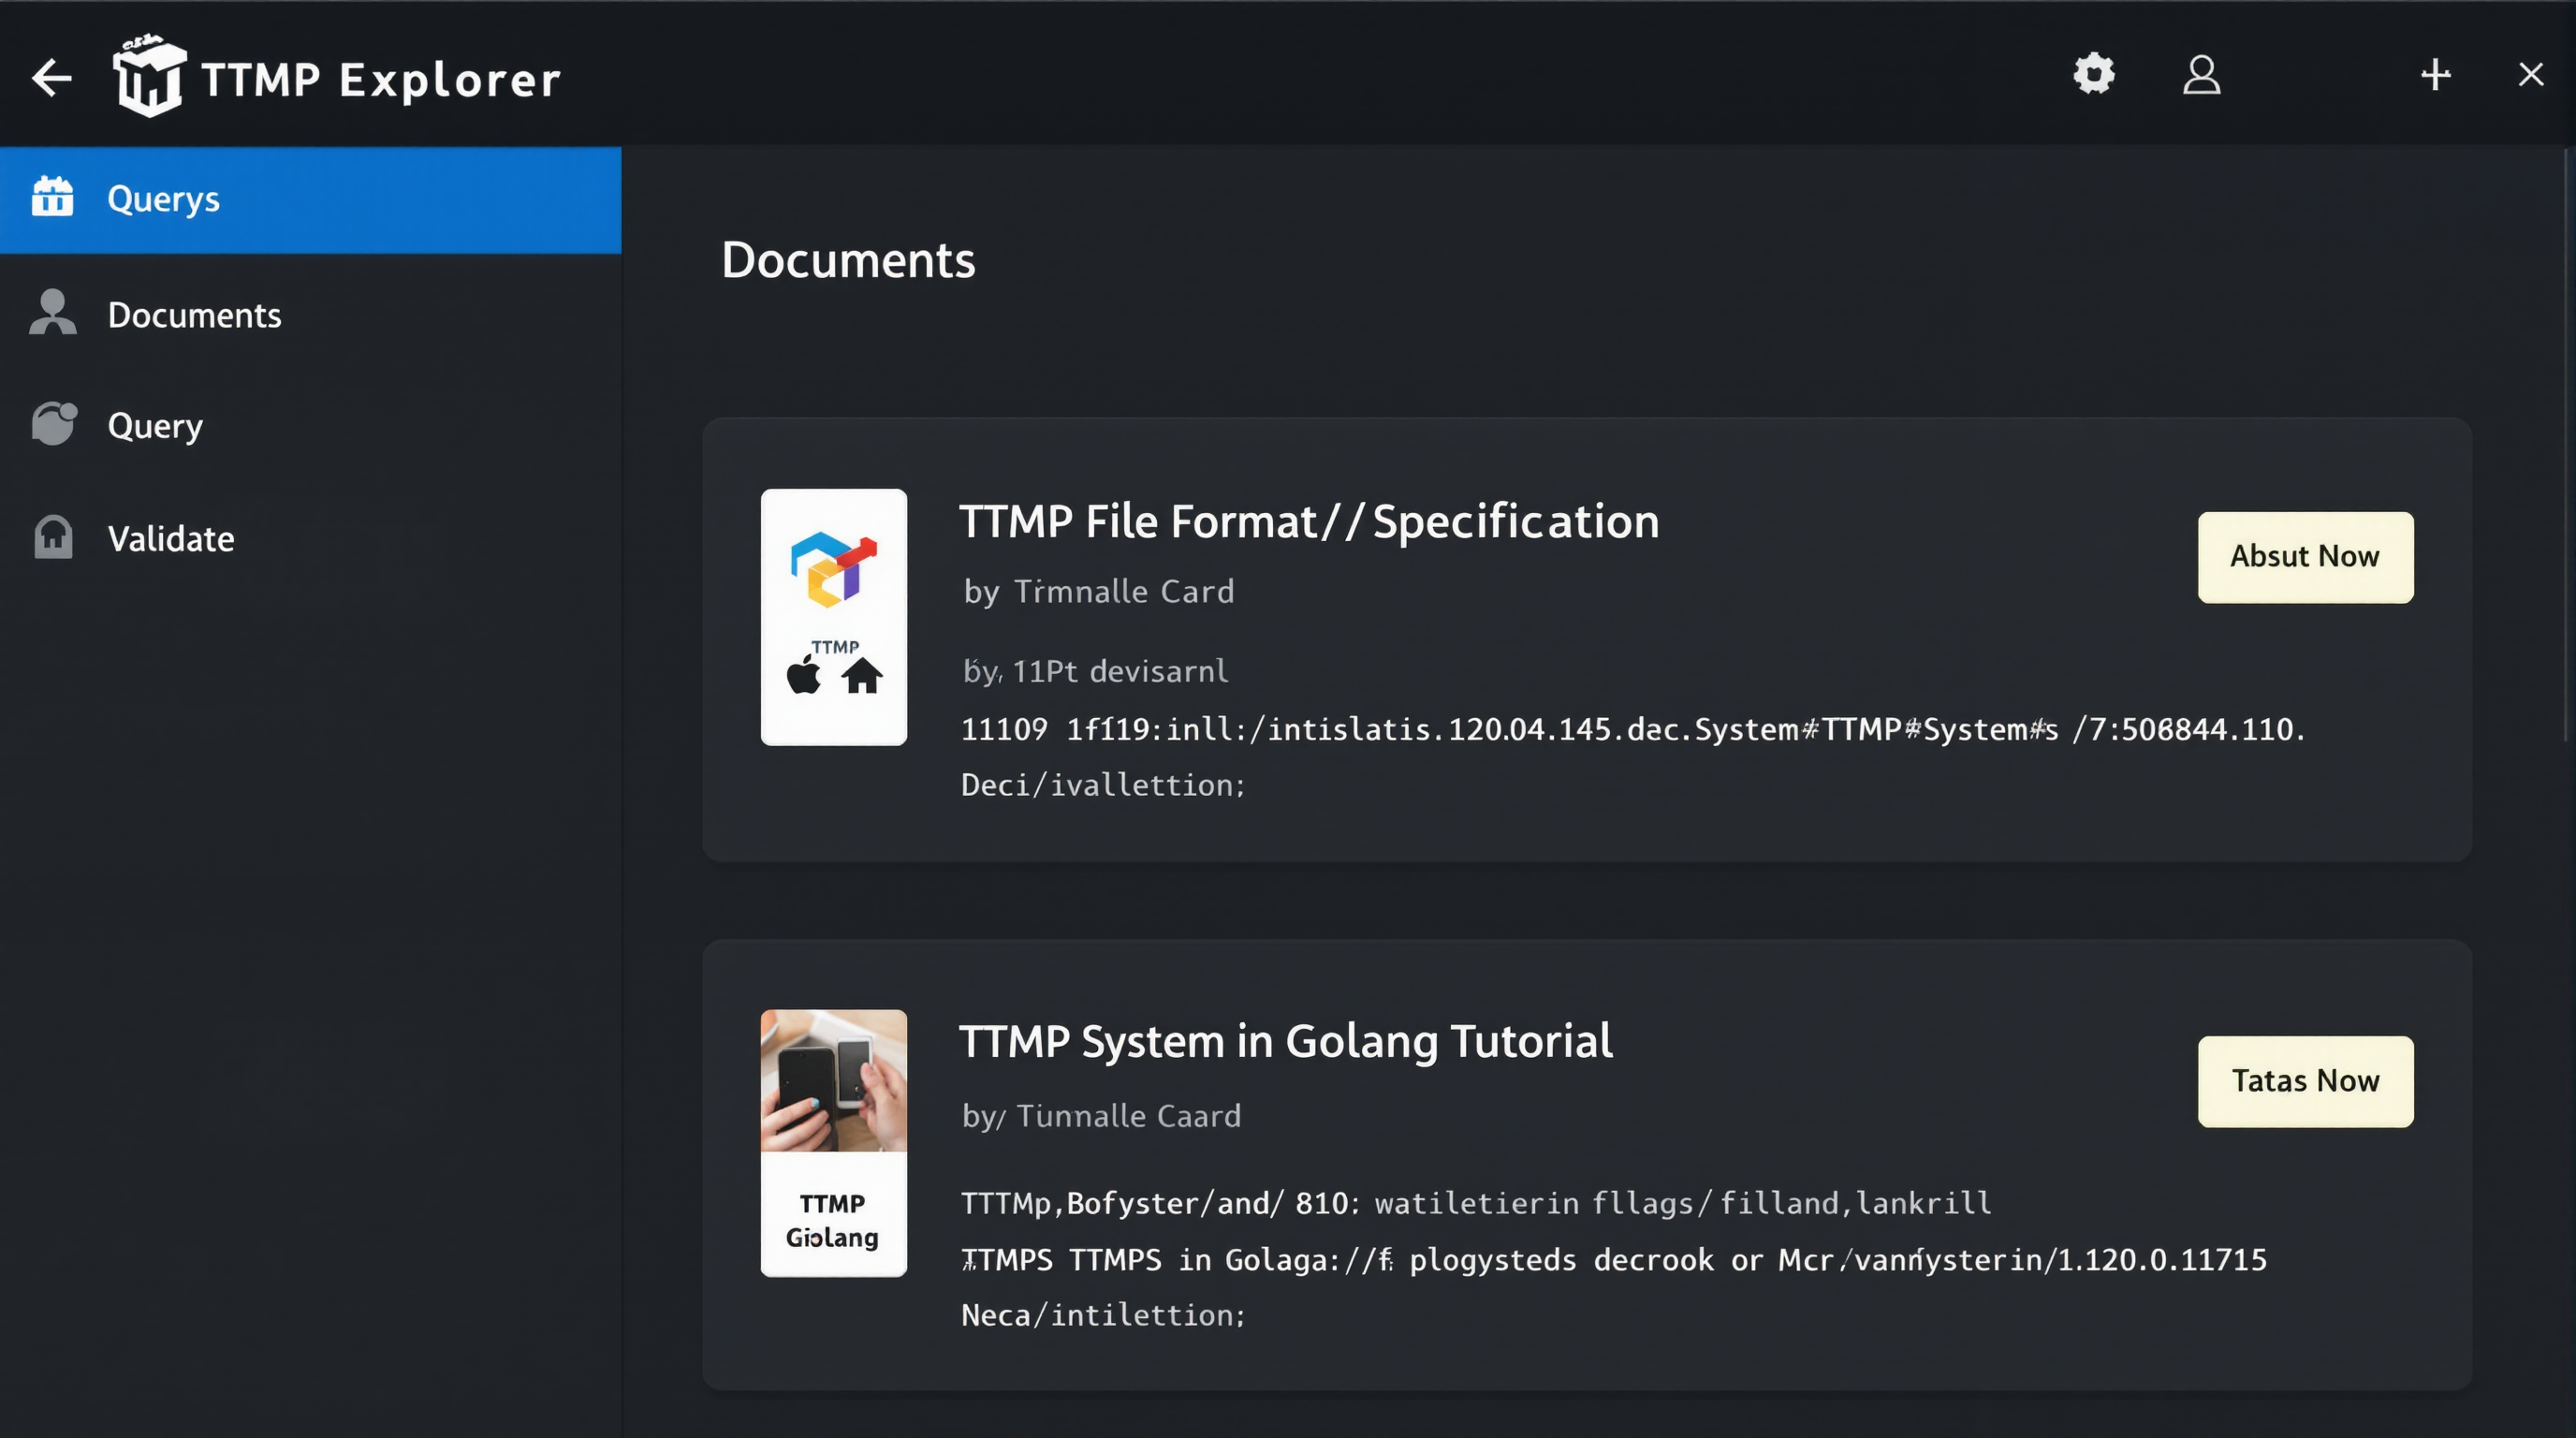 TTMP Explorer
Querys
Documents
Query
Validate
Documents
TTMP File Format//Specification
by Trmnalle Card
Absut Now
TTMP
by, 11Pt devisarnl
11109 1f119:inll:/intislatis.120.04.145.dec.System#TTMP#System#s /7:506844.110.
Deci/ivallettion;
TTMP System in Golang Tutorial
by/ Tunnalle Caard
Tatas Now
TTMP
Giolang
TTTMp,Bofyster/and/ 810: watiletierin fllags/filland,lankrill
TTMPS TTMPS in Golaga://f: plogysteds decrook or Mcr./vanfysterin/1.120.0.11715
Neca/intilettion;